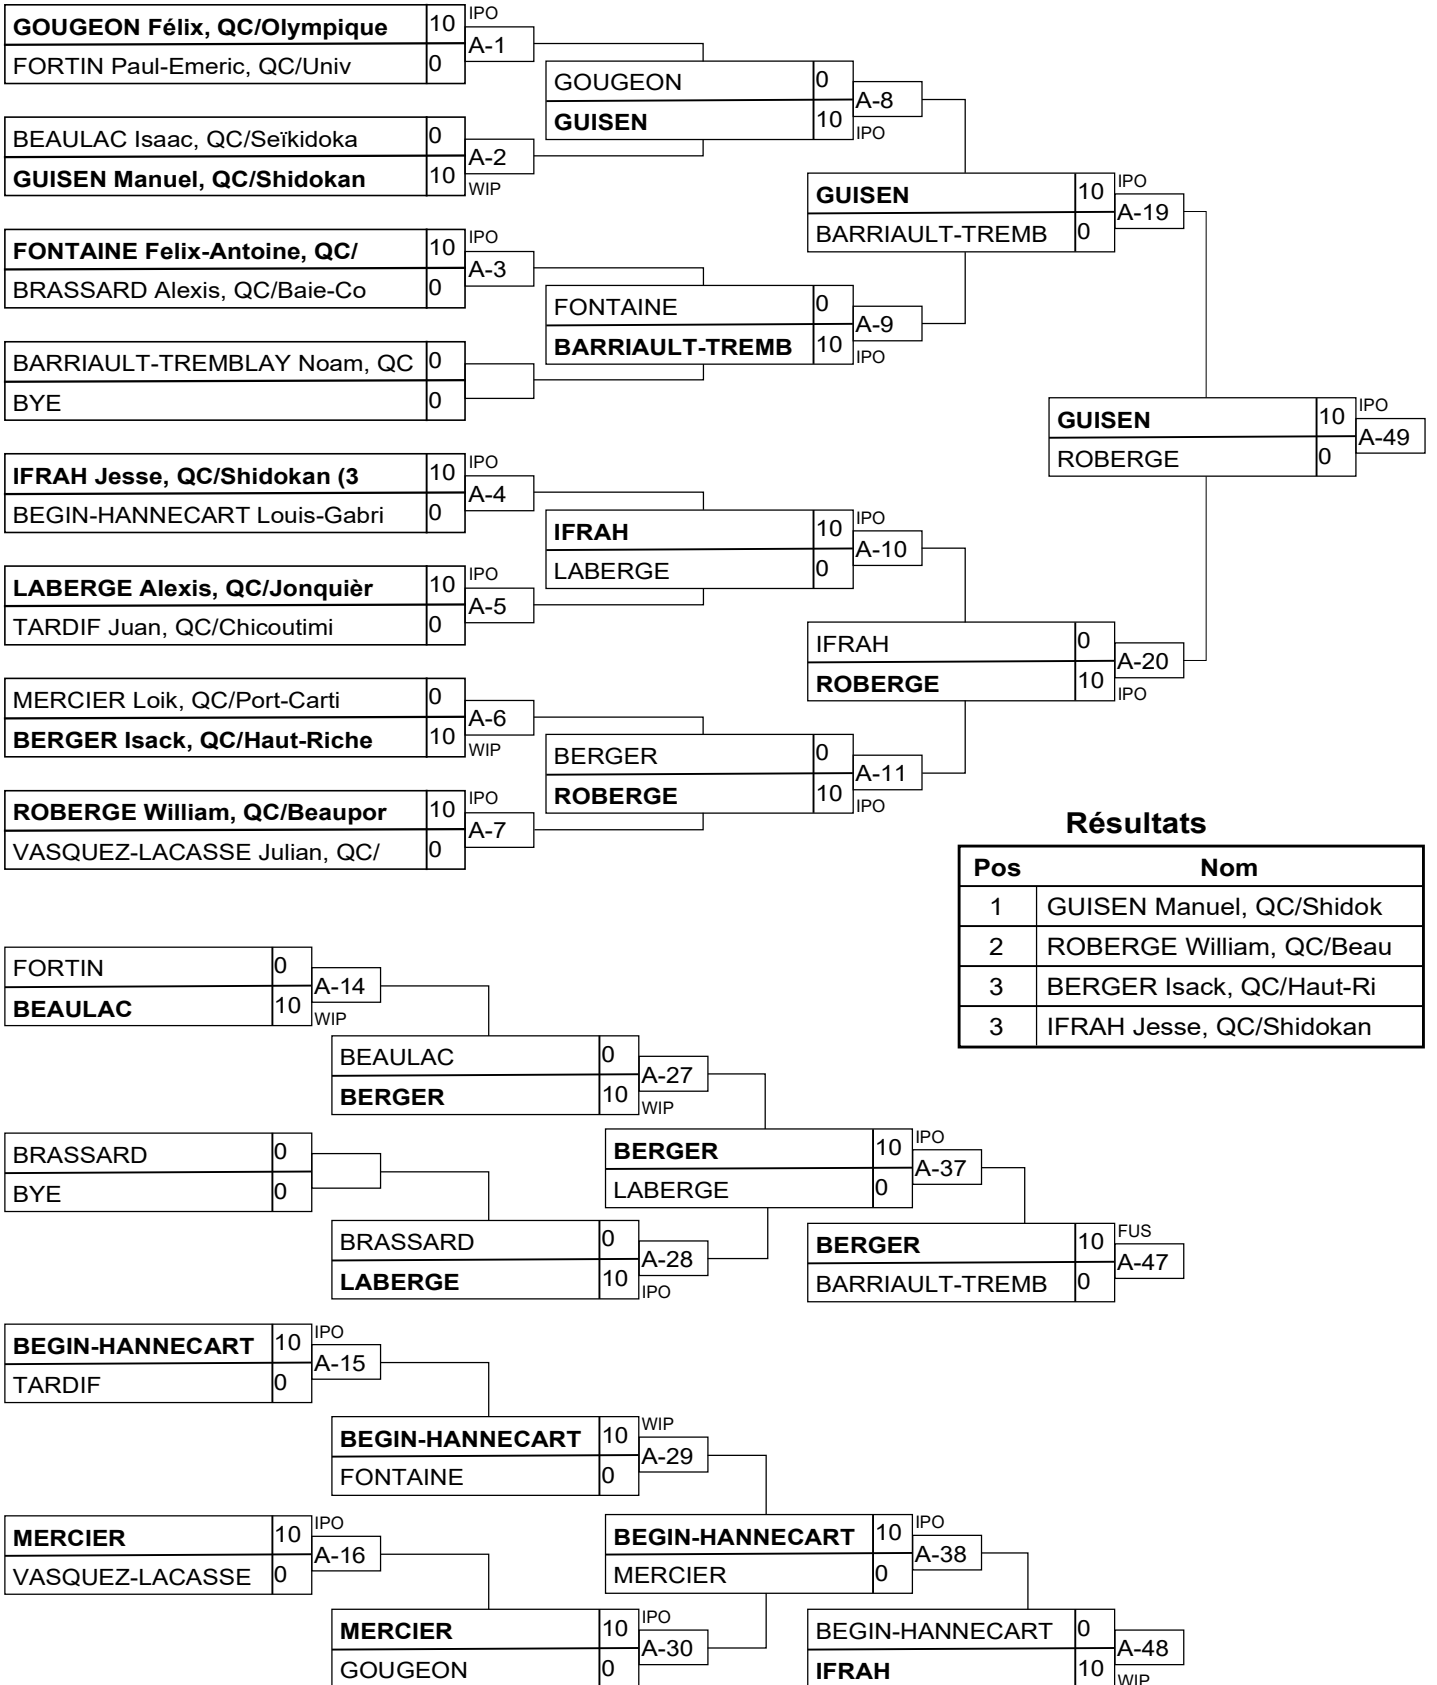 GOUGEON Félix, QC/Olympique 10 IPO
A-1
FORTIN Paul-Emeric, QC/Univ 0
BEAULAC Isaac, QC/Seïkidoka 0
A-2
GUISEN Manuel, QC/Shidokan 10 WIP
FONTAINE Felix-Antoine, QC/ 10 IPO
A-3
BRASSARD Alexis, QC/Baie-Co 0
BARRIAULT-TREMBLAY Noam, QC 0
BYE 0
IFRAH Jesse, QC/Shidokan (3 10 IPO
A-4
BEGIN-HANNECART Louis-Gabri 0
LABERGE Alexis, QC/Jonquièr 10 IPO
A-5
TARDIF Juan, QC/Chicoutimi 0
MERCIER Loik, QC/Port-Carti 0
A-6
BERGER Isack, QC/Haut-Riche 10 WIP
ROBERGE William, QC/Beaupor 10 IPO
A-7
VASQUEZ-LACASSE Julian, QC/ 0
GOUGEON 0
A-8
GUISEN 10 IPO
FONTAINE 0
A-9
BARRIAULT-TREMB 10 IPO
IFRAH 10 IPO
A-10
LABERGE 0
BERGER 0
A-11
ROBERGE 10 IPO
GUISEN 10 IPO
A-19
BARRIAULT-TREMB 0
IFRAH 0
A-20
ROBERGE 10 IPO
GUISEN 10 IPO
A-49
ROBERGE 0
Résultats
Pos Nom
1 GUISEN Manuel, QC/Shidok
2 ROBERGE William, QC/Beau
3 BERGER Isack, QC/Haut-Ri
3 IFRAH Jesse, QC/Shidokan
FORTIN 0
A-14
BEAULAC 10 WIP
BEAULAC 0
A-27
BERGER 10 WIP
BRASSARD 0
BYE 0
BERGER 10 IPO
A-37
LABERGE 0
BRASSARD 0
A-28
LABERGE 10 IPO
BERGER 10 FUS
A-47
BARRIAULT-TREMB 0
BEGIN-HANNECART 10 IPO
A-15
TARDIF 0
BEGIN-HANNECART 10 WIP
A-29
FONTAINE 0
MERCIER 10 IPO
A-16
VASQUEZ-LACASSE 0
BEGIN-HANNECART 10 IPO
A-38
MERCIER 0
MERCIER 10 IPO
A-30
GOUGEON 0
BEGIN-HANNECART 0
A-48
IFRAH 10 WIP